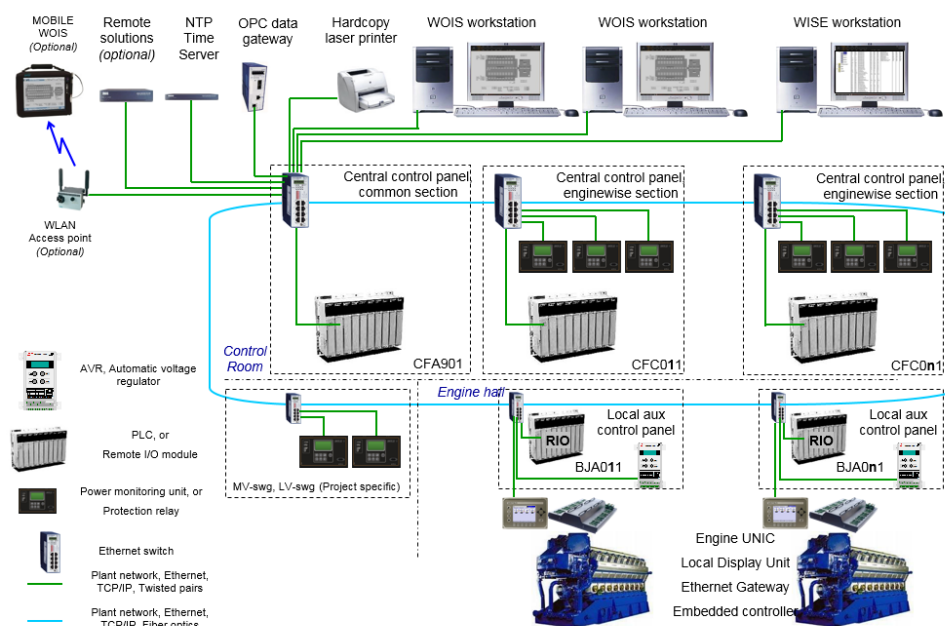 MOBILE
WOIS
(Optional)
Remote
solutions
(optional)
NTP
Time
Server
OPC data
gateway
Hardcopy
laser printer
WOIS workstation
WOIS workstation
WISE workstation
WLAN
Access point
(Optional)
Central control panel
common section
Central control panel
enginewise section
Central control panel
enginewise section
Control
Room
CFA901
CFC011
CFC0n1
Engine hall
AVR, Automatic voltage
regulator
PLC, or
Remote I/O module
Power monitoring unit, or
Protection relay
Ethernet switch
Plant network, Ethernet,
TCP/IP, Twisted pairs
Plant network, Ethernet,
TCP/IP, Fiber optics
MV-swg, LV-swg (Project specific)
RIO
Local aux
control panel
BJA011
RIO
Local aux
control panel
BJA0n1
Engine UNIC
Local Display Unit
Ethernet Gateway
Embedded controller